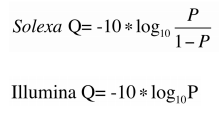 Solexa Q= -10 * log₁₀ P / 1 − P
Illumina Q= -10 * log₁₀P